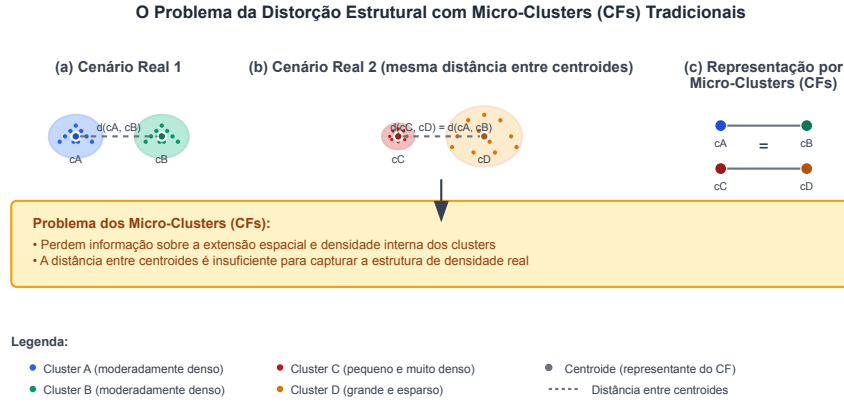 O Problema da Distorção Estrutural com Micro-Clusters (CFs) Tradicionais
(a) Cenário Real 1
(b) Cenário Real 2 (mesma distância entre centroides)
(c) Representação por
Micro-Clusters (CFs)
d(cA, cB)
cA
cB
d(cC, cD) = d(cA, cB)
cC
cD
cA
=
cB
cC
cD
Problema dos Micro-Clusters (CFs):
• Perdem informação sobre a extensão espacial e densidade interna dos clusters
• A distância entre centroides é insuficiente para capturar a estrutura de densidade real
Legenda:
Cluster A (moderadamente denso)
Cluster C (pequeno e muito denso)
Centroide (representante do CF)
Cluster B (moderadamente denso)
Cluster D (grande e esparso)
Distância entre centroides